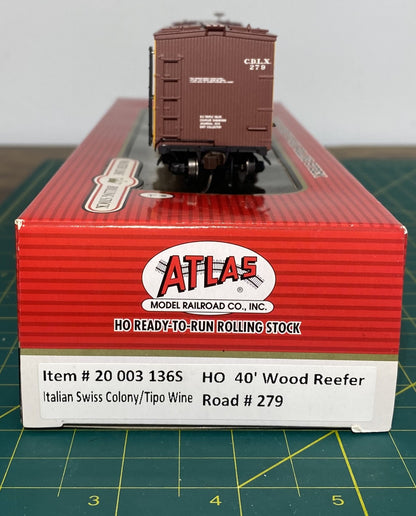 C.D.L.X.
279
ATLAS
®
MODEL RAILROAD CO., INC.
HO READY-TO-RUN ROLLING STOCK
Item # 20 003 136S HO 40' Wood Reefer
Italian Swiss Colony/Tipo Wine Road # 279
5 4 3 2